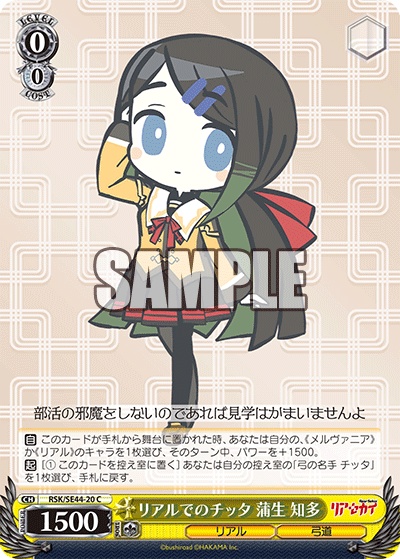 LEVEL
0
0
COST
SAMPLE
部活の邪魔をしないのであれば見学はかまいませんよ
自 このカードが手札から舞台に置かれた時、あなたは自分の、《メルヴァニア》
か《リアル》のキャラを1枚選び、そのターン中、パワーを+1500。
起 [① このカードを控え室に置く] あなたは自分の控え室の「弓の名手 チッタ」
を1枚選び、手札に戻す。
CH RSK/SE44-20 C
1500
リアルでのチッタ 蒲生 知多
リアル 弓道
©bushiroad ©HAKAMA Inc.